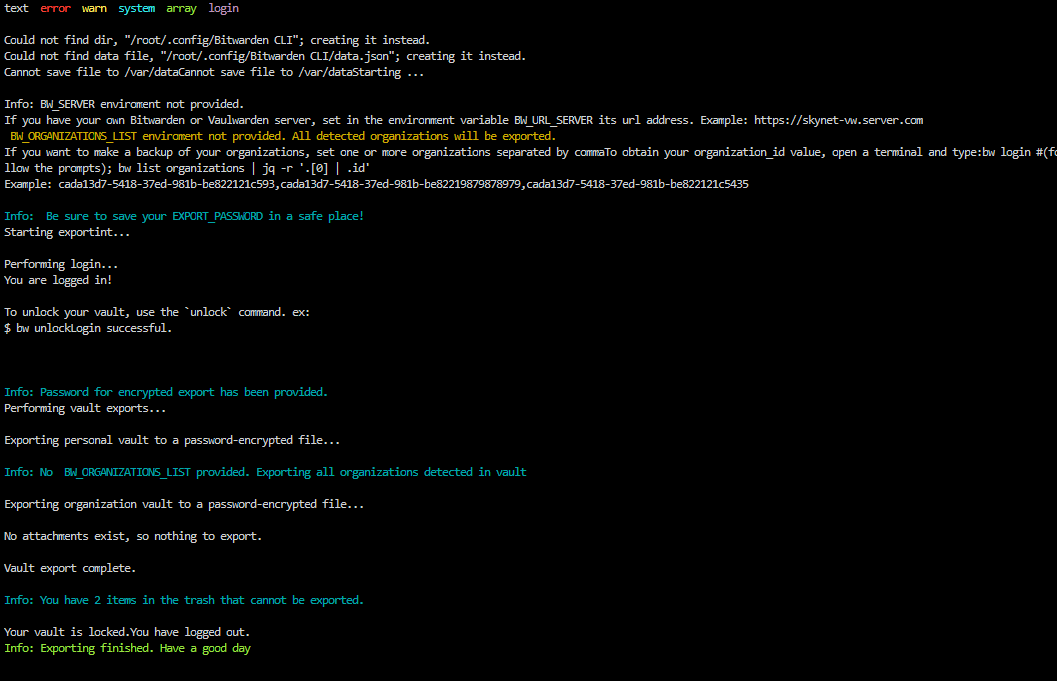 text  error  warn  system  array  login
Could not find dir, "/root/.config/Bitwarden CLI"; creating it instead.
Could not find data file, "/root/.config/Bitwarden CLI/data.json"; creating it instead.
Cannot save file to /var/dataCannot save file to /var/dataStarting ...
Info: BW_SERVER enviroment not provided.
If you have your own Bitwarden or Vaulwarden server, set in the environment variable BW_URL_SERVER its url address. Example: https://skynet-vw.server.com
BW_ORGANIZATIONS_LIST enviroment not provided. All detected organizations will be exported.
If you want to make a backup of your organizations, set one or more organizations separated by commaTo obtain your organization_id value, open a terminal and type:bw login #(fo
llow the prompts); bw list organizations | jq -r '.[0] | .id'
Example: cada13d7-5418-37ed-981b-be822121c593,cada13d7-5418-37ed-981b-be82219879878979,cada13d7-5418-37ed-981b-be822121c5435
Info:  Be sure to save your EXPORT_PASSWORD in a safe place!
Starting exportint...
Performing login...
You are logged in!
To unlock your vault, use the `unlock` command. ex:
$ bw unlockLogin successful.
Info: Password for encrypted export has been provided.
Performing vault exports...
Exporting personal vault to a password-encrypted file...
Info: No  BW_ORGANIZATIONS_LIST provided. Exporting all organizations detected in vault
Exporting organization vault to a password-encrypted file...
No attachments exist, so nothing to export.
Vault export complete.
Info: You have 2 items in the trash that cannot be exported.
Your vault is locked.You have logged out.
Info: Exporting finished. Have a good day